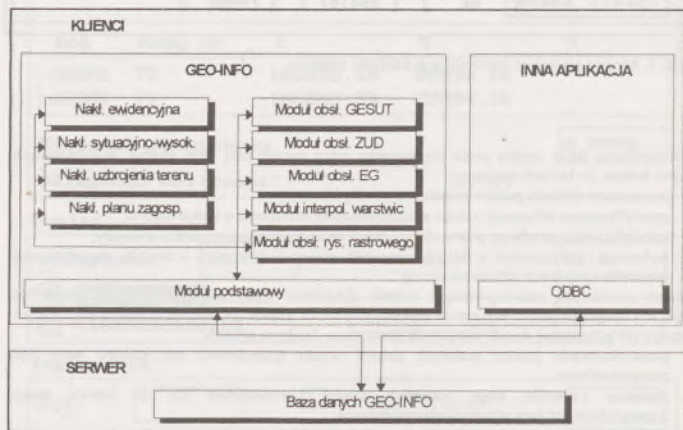 KLIENCI
GEO-INFO
Nakł. ewidencyjna
Nakł. sytuacyjno-wysok.
Nakł. uzbrojenia terenu
Nakł. planu zagosp.
Moduł obsł. GESUT
Moduł obsł. ZUD
Moduł obsł. EG
Moduł interpol. warstwic
Moduł obsł. rys. rastrowego
Moduł podstawowy
INNA APLIKACJA
ODBC
SERWER
Baza danych GEO-INFO